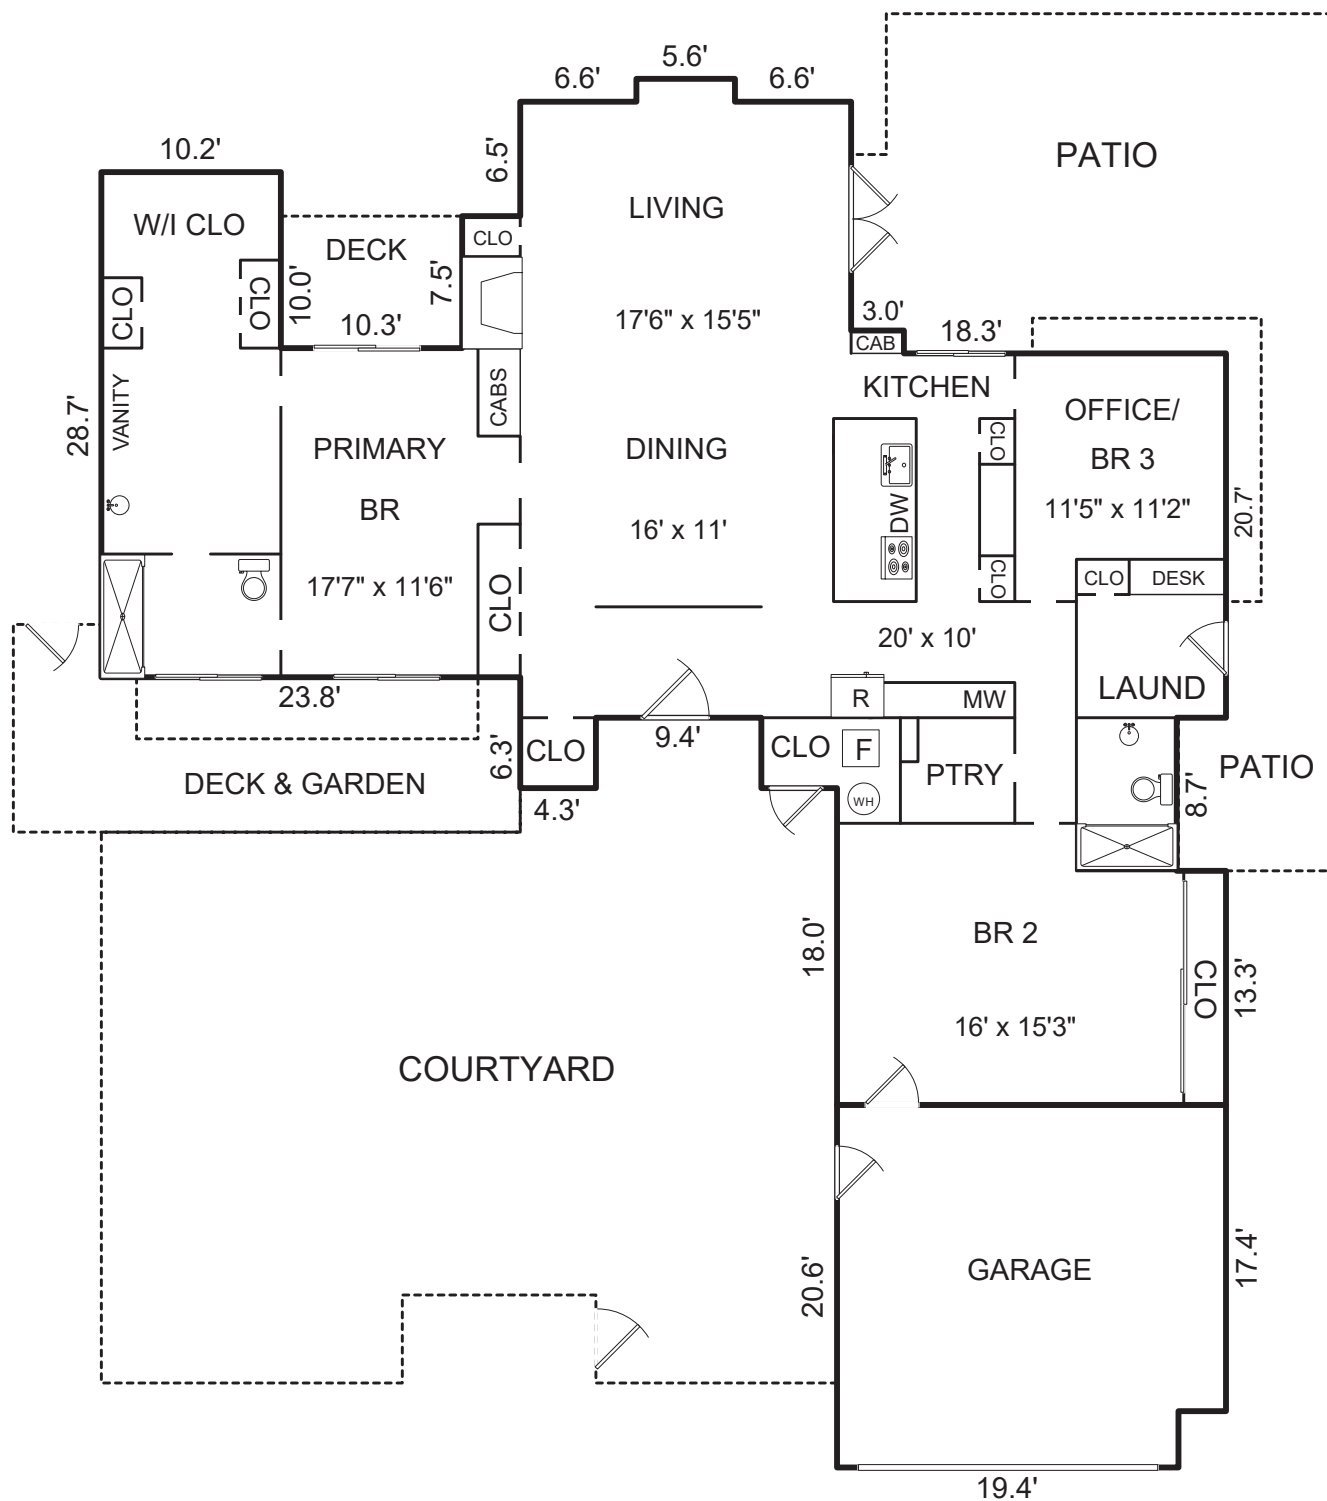 5.6'
6.6'
6.6'
10.2'
6.5'
PATIO
W/I CLO
LIVING
DECK
CLO
CLO
CLO
10.0'
7.5'
10.3'
17'6" x 15'5"
3.0'
18.3'
CAB
KITCHEN
CABS
VANITY
28.7'
PRIMARY
BR
17'7" x 11'6"
DINING
16' x 11'
CLO
OFFICE/
BR 3
11'5" x 11'2"
20.7'
DW
CLO
CLO
CLO
DESK
CLO
20' x 10'
LAUND
R
MW
23.8'
6.3'
CLO
9.4'
CLO
F
WH
PTRY
PATIO
8.7'
DECK & GARDEN
4.3'
18.0'
BR 2
16' x 15'3"
CLO
13.3'
COURTYARD
20.6'
GARAGE
17.4'
19.4'